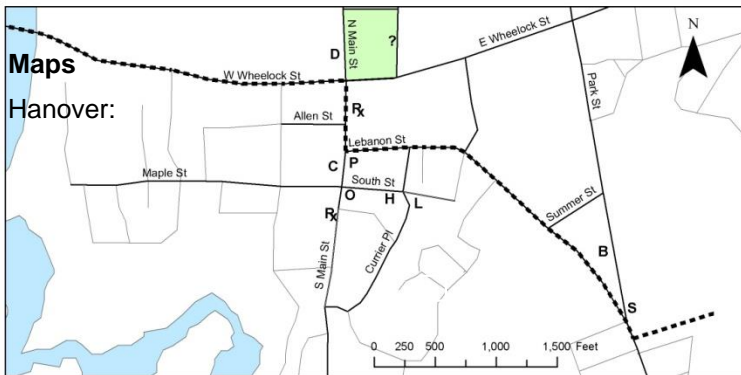 Maps
Hanover:
N Main St
?
D
E Wheelock St
N
W Wheelock St
Park St
Rx
Allen St
Lebanon St
C
P
Maple St
South St
O
H
L
Rx
Summer St
S Main St
Currier Pl
B
S
0 250 500 1,000 1,500 Feet